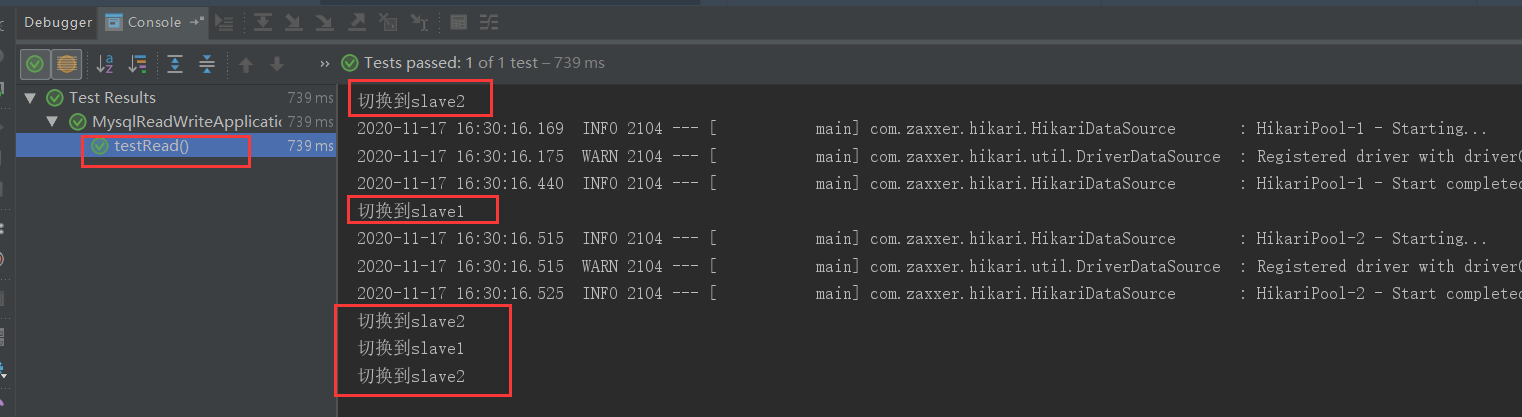 Debugger Console
» Tests passed: 1 of 1 test – 739 ms
Test Results 739 ms
MysqlReadWriteApplicatio 739 ms
testRead() 739 ms
切换到slave2
2020-11-17 16:30:16.169 INFO 2104 --- [ main] com.zaxxer.hikari.HikariDataSource : HikariPool-1 - Starting...
2020-11-17 16:30:16.175 WARN 2104 --- [ main] com.zaxxer.hikari.util.DriverDataSource : Registered driver with driverC
2020-11-17 16:30:16.440 INFO 2104 --- [ main] com.zaxxer.hikari.HikariDataSource : HikariPool-1 - Start completed
切换到slave1
2020-11-17 16:30:16.515 INFO 2104 --- [ main] com.zaxxer.hikari.HikariDataSource : HikariPool-2 - Starting...
2020-11-17 16:30:16.515 WARN 2104 --- [ main] com.zaxxer.hikari.util.DriverDataSource : Registered driver with driverC
2020-11-17 16:30:16.525 INFO 2104 --- [ main] com.zaxxer.hikari.HikariDataSource : HikariPool-2 - Start completed
切换到slave2
切换到slave1
切换到slave2